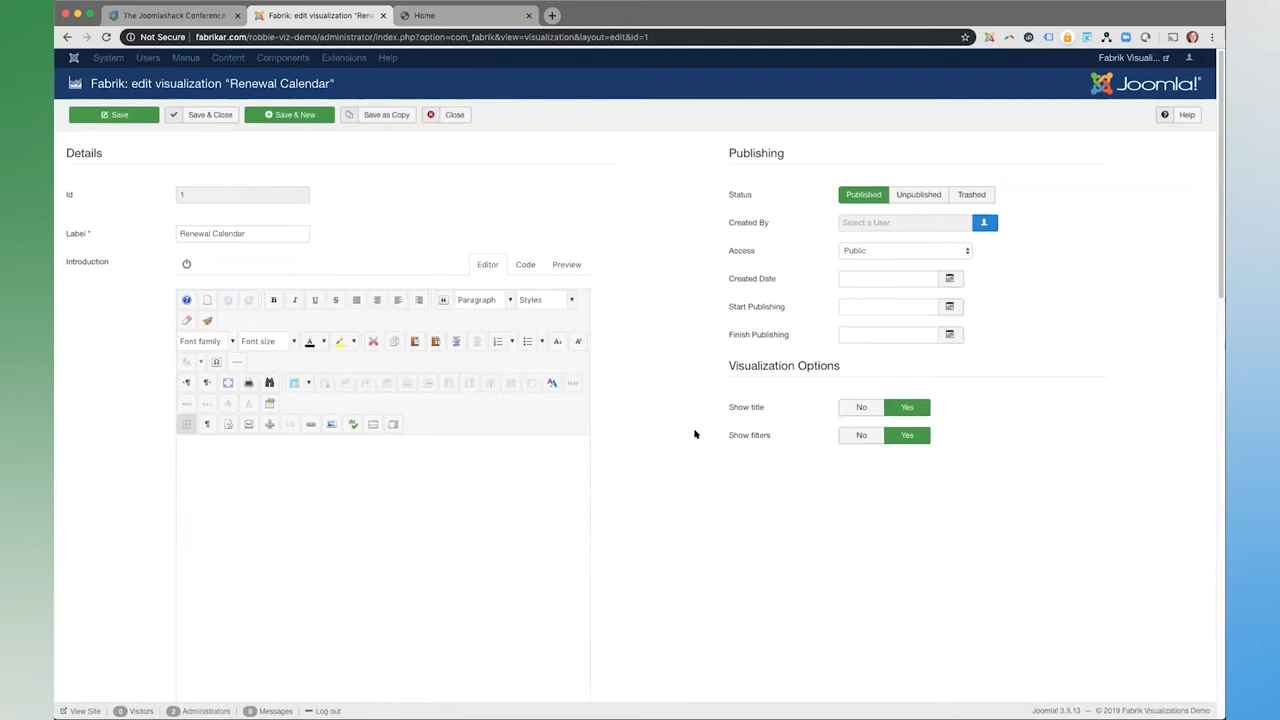 The Joomlashack Conference
Fabrik: edit visualization "Rene
Home
Not Secure
fabrikar.com/robbie-viz-demo/administrator/index.php?option=com_fabrik&view=visualization&layout=edit&id=1
System
Users
Menus
Content
Components
Extensions
Help
Fabrik Visuali...
Fabrik: edit visualization "Renewal Calendar"
Joomla!
Save
Save & Close
Save & New
Save as Copy
Close
Help
Details
Id
1
Label *
Renewal Calendar
Introduction
Editor
Code
Preview
Paragraph
Styles
Font family
Font size
Publishing
Status
Published
Unpublished
Trashed
Created By
Select a User
Access
Public
Created Date
Start Publishing
Finish Publishing
Visualization Options
Show title
No
Yes
Show filters
No
Yes
View Site
0 Visitors
2 Administrators
0 Messages
Log out
Joomla! 3.9.13 — © 2019 Fabrik Visualizations Demo